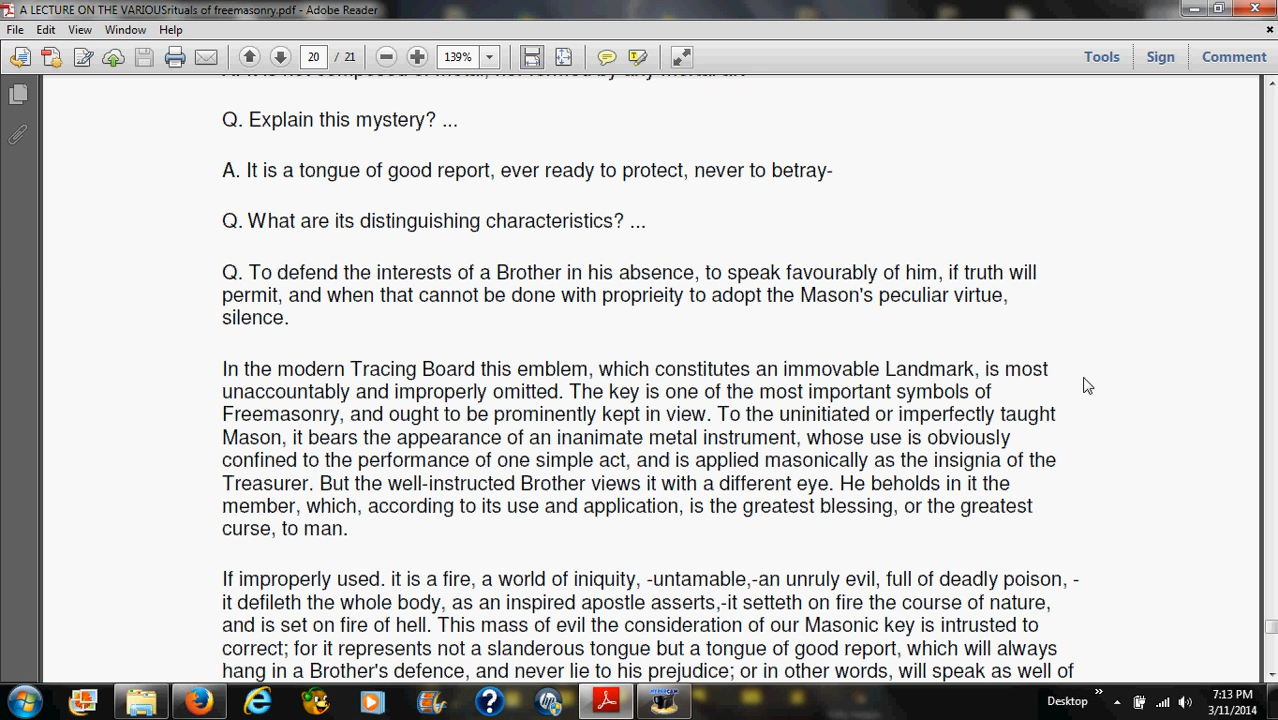 A LECTURE ON THE VARIOUSrituals of freemasonry.pdf - Adobe Reader
File Edit View Window Help
20 / 21 139% Tools Sign Comment
Q. Explain this mystery? ...
A. It is a tongue of good report, ever ready to protect, never to betray-
Q. What are its distinguishing characteristics? ...
Q. To defend the interests of a Brother in his absence, to speak favourably of him, if truth will
permit, and when that cannot be done with proprieity to adopt the Mason's peculiar virtue,
silence.
In the modern Tracing Board this emblem, which constitutes an immovable Landmark, is most
unaccountably and improperly omitted. The key is one of the most important symbols of
Freemasonry, and ought to be prominently kept in view. To the uninitiated or imperfectly taught
Mason, it bears the appearance of an inanimate metal instrument, whose use is obviously
confined to the performance of one simple act, and is applied masonically as the insignia of the
Treasurer. But the well-instructed Brother views it with a different eye. He beholds in it the
member, which, according to its use and application, is the greatest blessing, or the greatest
curse, to man.
If improperly used. it is a fire, a world of iniquity, -untamable,-an unruly evil, full of deadly poison, -
it defileth the whole body, as an inspired apostle asserts,-it setteth on fire the course of nature,
and is set on fire of hell. This mass of evil the consideration of our Masonic key is intrusted to
correct; for it represents not a slanderous tongue but a tongue of good report, which will always
hang in a Brother's defence, and never lie to his prejudice; or in other words, will speak as well of
Desktop
7:13 PM
3/11/2014